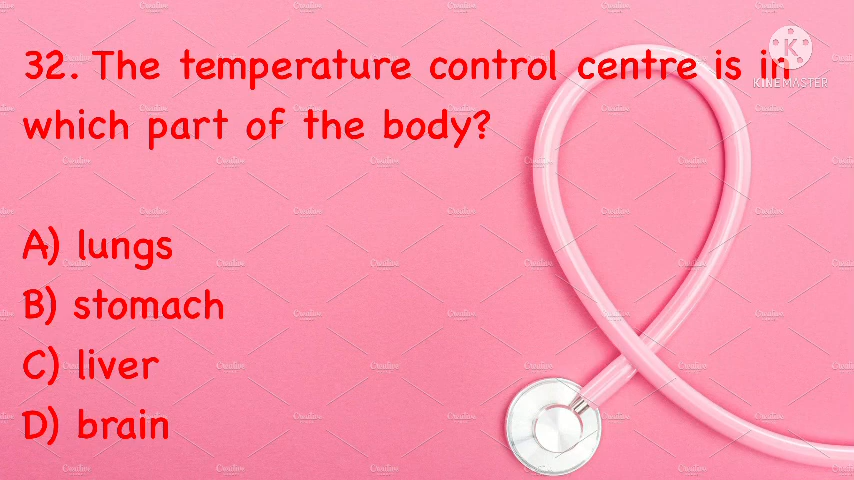 32. The temperature control centre is in
which part of the body?
A) lungs
B) stomach
C) liver
D) brain
K
KINEMASTER